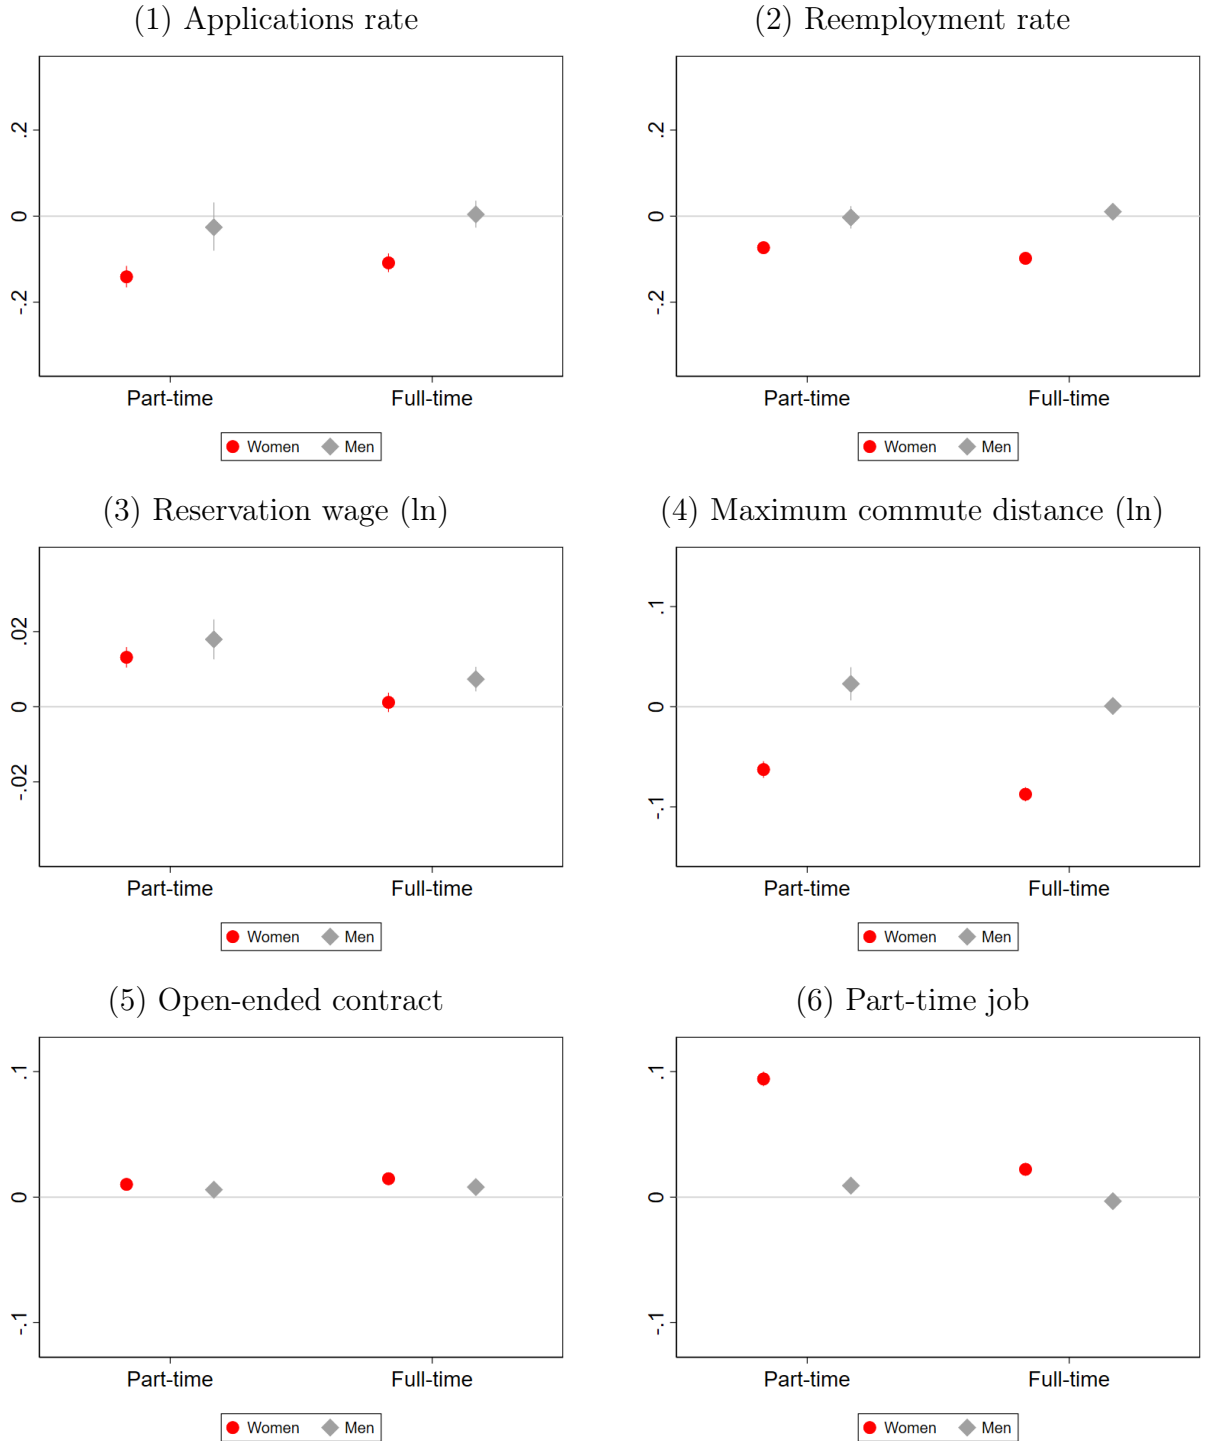 (1) Applications rate
.2
0
-.2
Part-time Full-time
Women Men
(2) Reemployment rate
.2
0
-.2
Part-time Full-time
Women Men
(3) Reservation wage (ln)
.02
0
-.02
Part-time Full-time
Women Men
(4) Maximum commute distance (ln)
.1
0
-.1
Part-time Full-time
Women Men
(5) Open-ended contract
.1
0
-.1
Part-time Full-time
Women Men
(6) Part-time job
.1
0
-.1
Part-time Full-time
Women Men